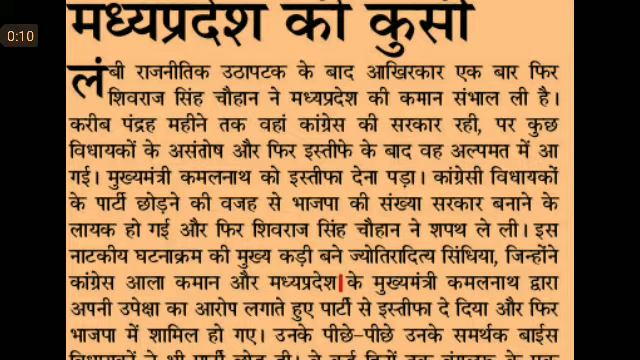 0:10
मध्यप्रदेश की कुर्सी
लंबी राजनीतिक उठापटक के बाद आखिरकार एक बार फिर
शिवराज सिंह चौहान ने मध्यप्रदेश की कमान संभाल ली है।
करीब पंद्रह महीने तक वहां कांग्रेस की सरकार रही, पर कुछ
विधायकों के असंतोष और फिर इस्तीफे के बाद वह अल्पमत में आ
गई। मुख्यमंत्री कमलनाथ को इस्तीफा देना पड़ा। कांग्रेसी विधायकों
के पार्टी छोड़ने की वजह से भाजपा की संख्या सरकार बनाने के
लायक हो गई और फिर शिवराज सिंह चौहान ने शपथ ले ली। इस
नाटकीय घटनाक्रम की मुख्य कड़ी बने ज्योतिरादित्य सिंधिया, जिन्होंने
कांग्रेस आला कमान और मध्यप्रदेश के मुख्यमंत्री कमलनाथ द्वारा
अपनी उपेक्षा का आरोप लगाते हुए पार्टी से इस्तीफा दे दिया और फिर
भाजपा में शामिल हो गए। उनके पीछे-पीछे उनके समर्थक बाईस